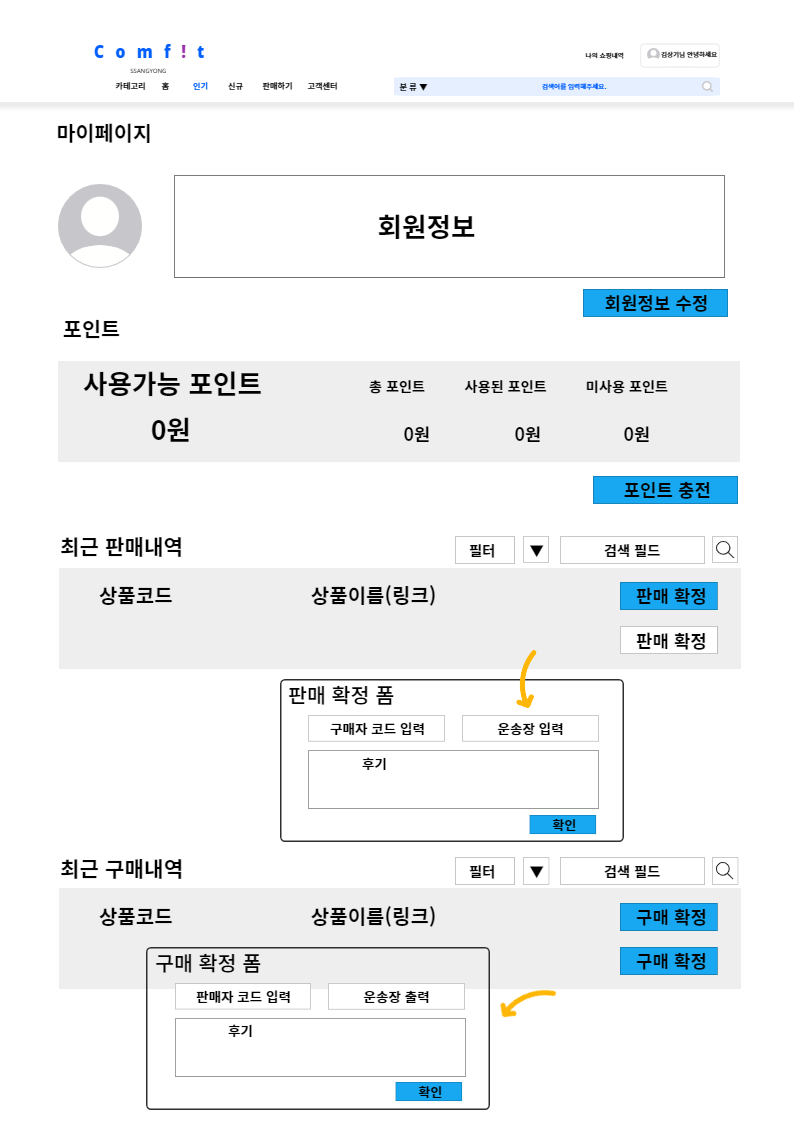 Comf!t
SSANGYONG
나의 쇼핑내역
김상기님 안녕하세요
카테고리 홈 인기 신규 판매하기 고객센터
분 류 ▼ 검색어를 입력해주세요.
마이페이지
회원정보
회원정보 수정
포인트
사용가능 포인트 총 포인트 사용된 포인트 미사용 포인트
0원 0원 0원 0원
포인트 충전
최근 판매내역 필터 ▼ 검색 필드
상품코드 상품이름(링크) 판매 확정
판매 확정
판매 확정 폼
구매자 코드 입력 운송장 입력
후기
확인
최근 구매내역 필터 ▼ 검색 필드
상품코드 상품이름(링크) 구매 확정
구매 확정
구매 확정 폼
판매자 코드 입력 운송장 출력
후기
확인